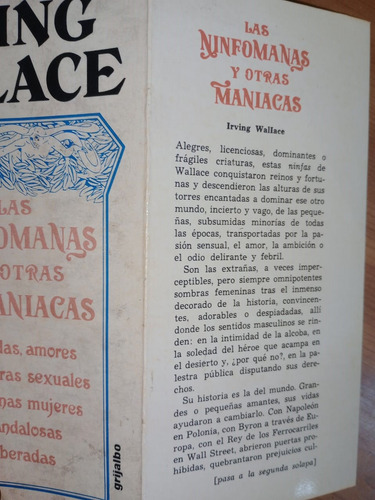 ING
LACE
LAS
NFOMANAS
OTRAS
MANIACAS
das, amores
ras sexuales
nas mujeres
andalosas
beradas
grijalbo
LAS
NINFOMANAS
Y OTRAS
MANIACAS
Irving Wallace
Alegres, licenciosas, dominantes o
frágiles criaturas, estas ninfas de
Wallace conquistaron reinos y fortu-
nas y descendieron las alturas de sus
torres encantadas a dominar ese otro
mundo, incierto y vago, de las peque-
ñas, subsumidas minorías de todas
las épocas, transportadas por la pa-
sión sensual, el amor, la ambición o
el odio delirante y febril.
Son las extrañas, a veces imper-
ceptibles, pero siempre omnipotentes
sombras femeninas tras el inmenso
decorado de la historia, convincen-
tes, adorables o despiadadas, allí
donde los sentidos masculinos se rin-
den: en la intimidad de la alcoba, en
la soledad del héroe que acampa en
el desierto y, ¿por qué no?, en la pa-
lestra pública disputando sus dere-
chos.
Su historia es la del mundo. Gran-
des o pequeñas amantes, sus vidas
ayudaron a cambiarlo. Con Napoleón
en Polonia, con Byron a través de Eu-
ropa, con el Rey de los Ferrocarriles
en Wall Street, abrieron puertas pro-
hibidas, quebrantaron prejuicios cul-
[pasa a la segunda solapa]